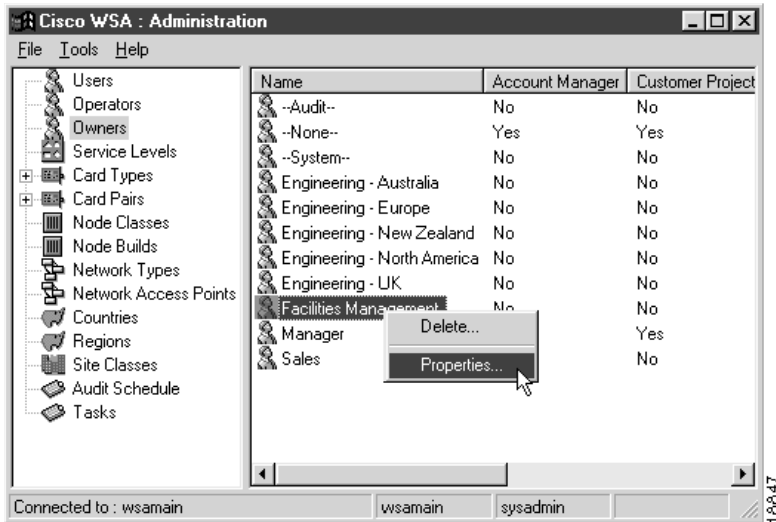 Cisco WSA : Administration
File Tools Help
Users
Operators
Owners
Service Levels
Card Types
Card Pairs
Node Classes
Node Builds
Network Types
Network Access Points
Countries
Regions
Site Classes
Audit Schedule
Tasks
Name Account Manager Customer Project
--Audit-- No No
--None-- Yes Yes
--System-- No No
Engineering - Australia No No
Engineering - Europe No No
Engineering - New Zealand No No
Engineering - North America No No
Engineering - UK No No
Facilities Management No No
Manager Yes
Sales No
Delete...
Properties...
Connected to : wsamain wsamain sysadmin
18847